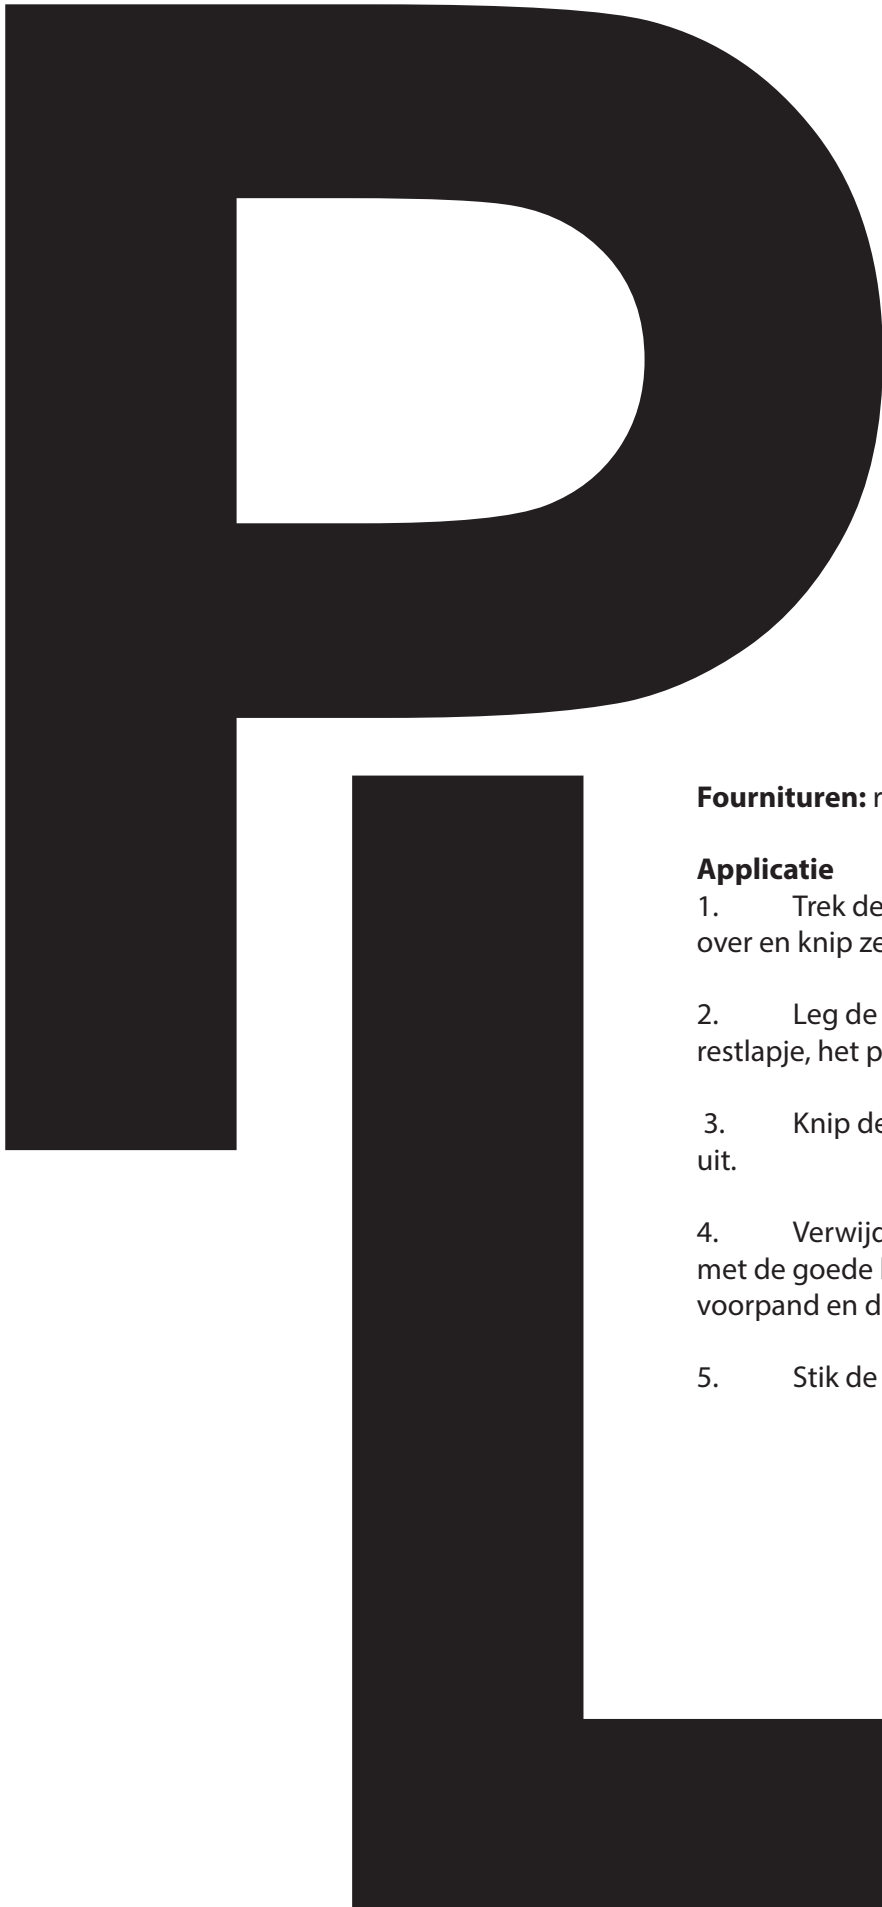 P
L
Fournituren:
Applicatie
1. Trek de
over en knip ze
2. Leg de
restlapje, het p
3. Knip de
uit.
4. Verwijd
met de goede
voorpand en d
5. Stik de